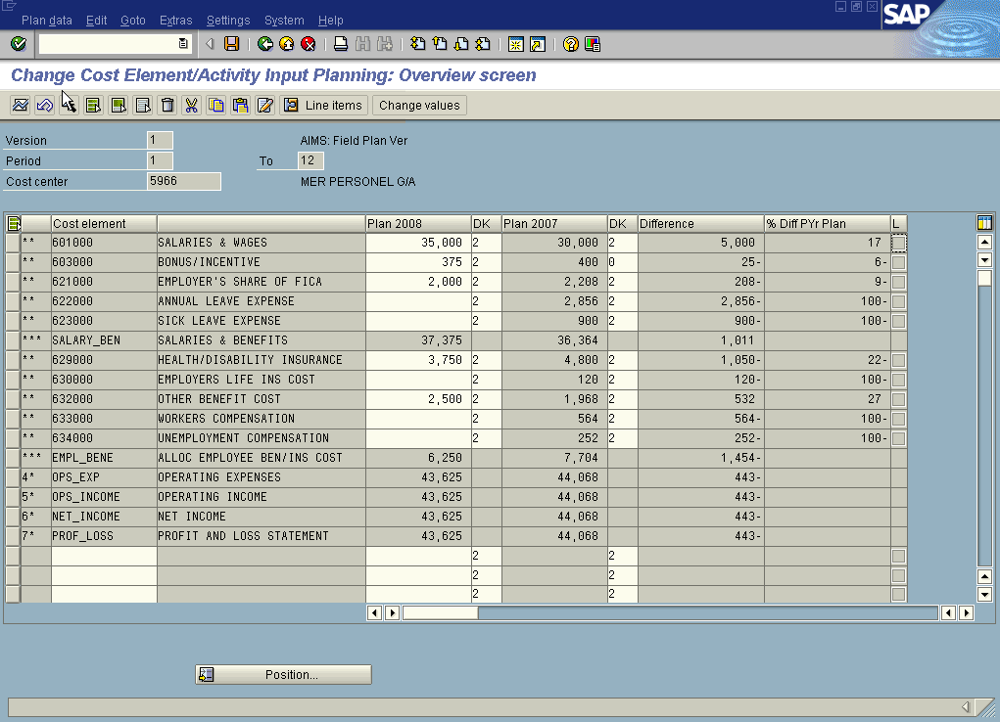 Plan data Edit Goto Extras Settings System Help
SAP
Change Cost Element/Activity Input Planning: Overview screen
Line items Change values
Version 1 AIMS: Field Plan Ver
Period 1 To 12
Cost center 5966 MER PERSONEL G/A
Cost element Plan 2008 DK Plan 2007 DK Difference % Diff PYr Plan L
** 601000 SALARIES & WAGES 35,000 2 30,000 2 5,000 17
** 603000 BONUS/INCENTIVE 375 2 400 0 25- 6-
** 621000 EMPLOYER'S SHARE OF FICA 2,000 2 2,208 2 208- 9-
** 622000 ANNUAL LEAVE EXPENSE 2 2,856 2 2,856- 100-
** 623000 SICK LEAVE EXPENSE 2 900 2 900- 100-
*** SALARY_BEN SALARIES & BENEFITS 37,375 36,364 1,011
** 629000 HEALTH/DISABILITY INSURANCE 3,750 2 4,800 2 1,050- 22-
** 630000 EMPLOYERS LIFE INS COST 2 120 2 120- 100-
** 632000 OTHER BENEFIT COST 2,500 2 1,968 2 532 27
** 633000 WORKERS COMPENSATION 2 564 2 564- 100-
** 634000 UNEMPLOYMENT COMPENSATION 2 252 2 252- 100-
*** EMPL_BENE ALLOC EMPLOYEE BEN/INS COST 6,250 7,704 1,454-
4* OPS_EXP OPERATING EXPENSES 43,625 44,068 443-
5* OPS_INCOME OPERATING INCOME 43,625 44,068 443-
6* NET_INCOME NET INCOME 43,625 44,068 443-
7* PROF_LOSS PROFIT AND LOSS STATEMENT 43,625 44,068 443-
2 2
2 2
2 2
Position...